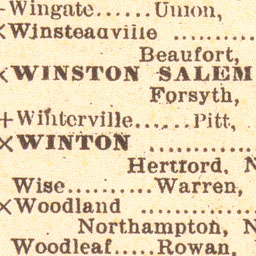 Wingate......Union,
×Winsteadville ..............
Beaufort,
×WINSTON SALEM
Forsyth,
+Winterville......Pitt,
×WINTON ..............
Hertford, N
Wise..........Warren,
×Woodland ..............
Northampton, N
Woodleaf.....Rowan,